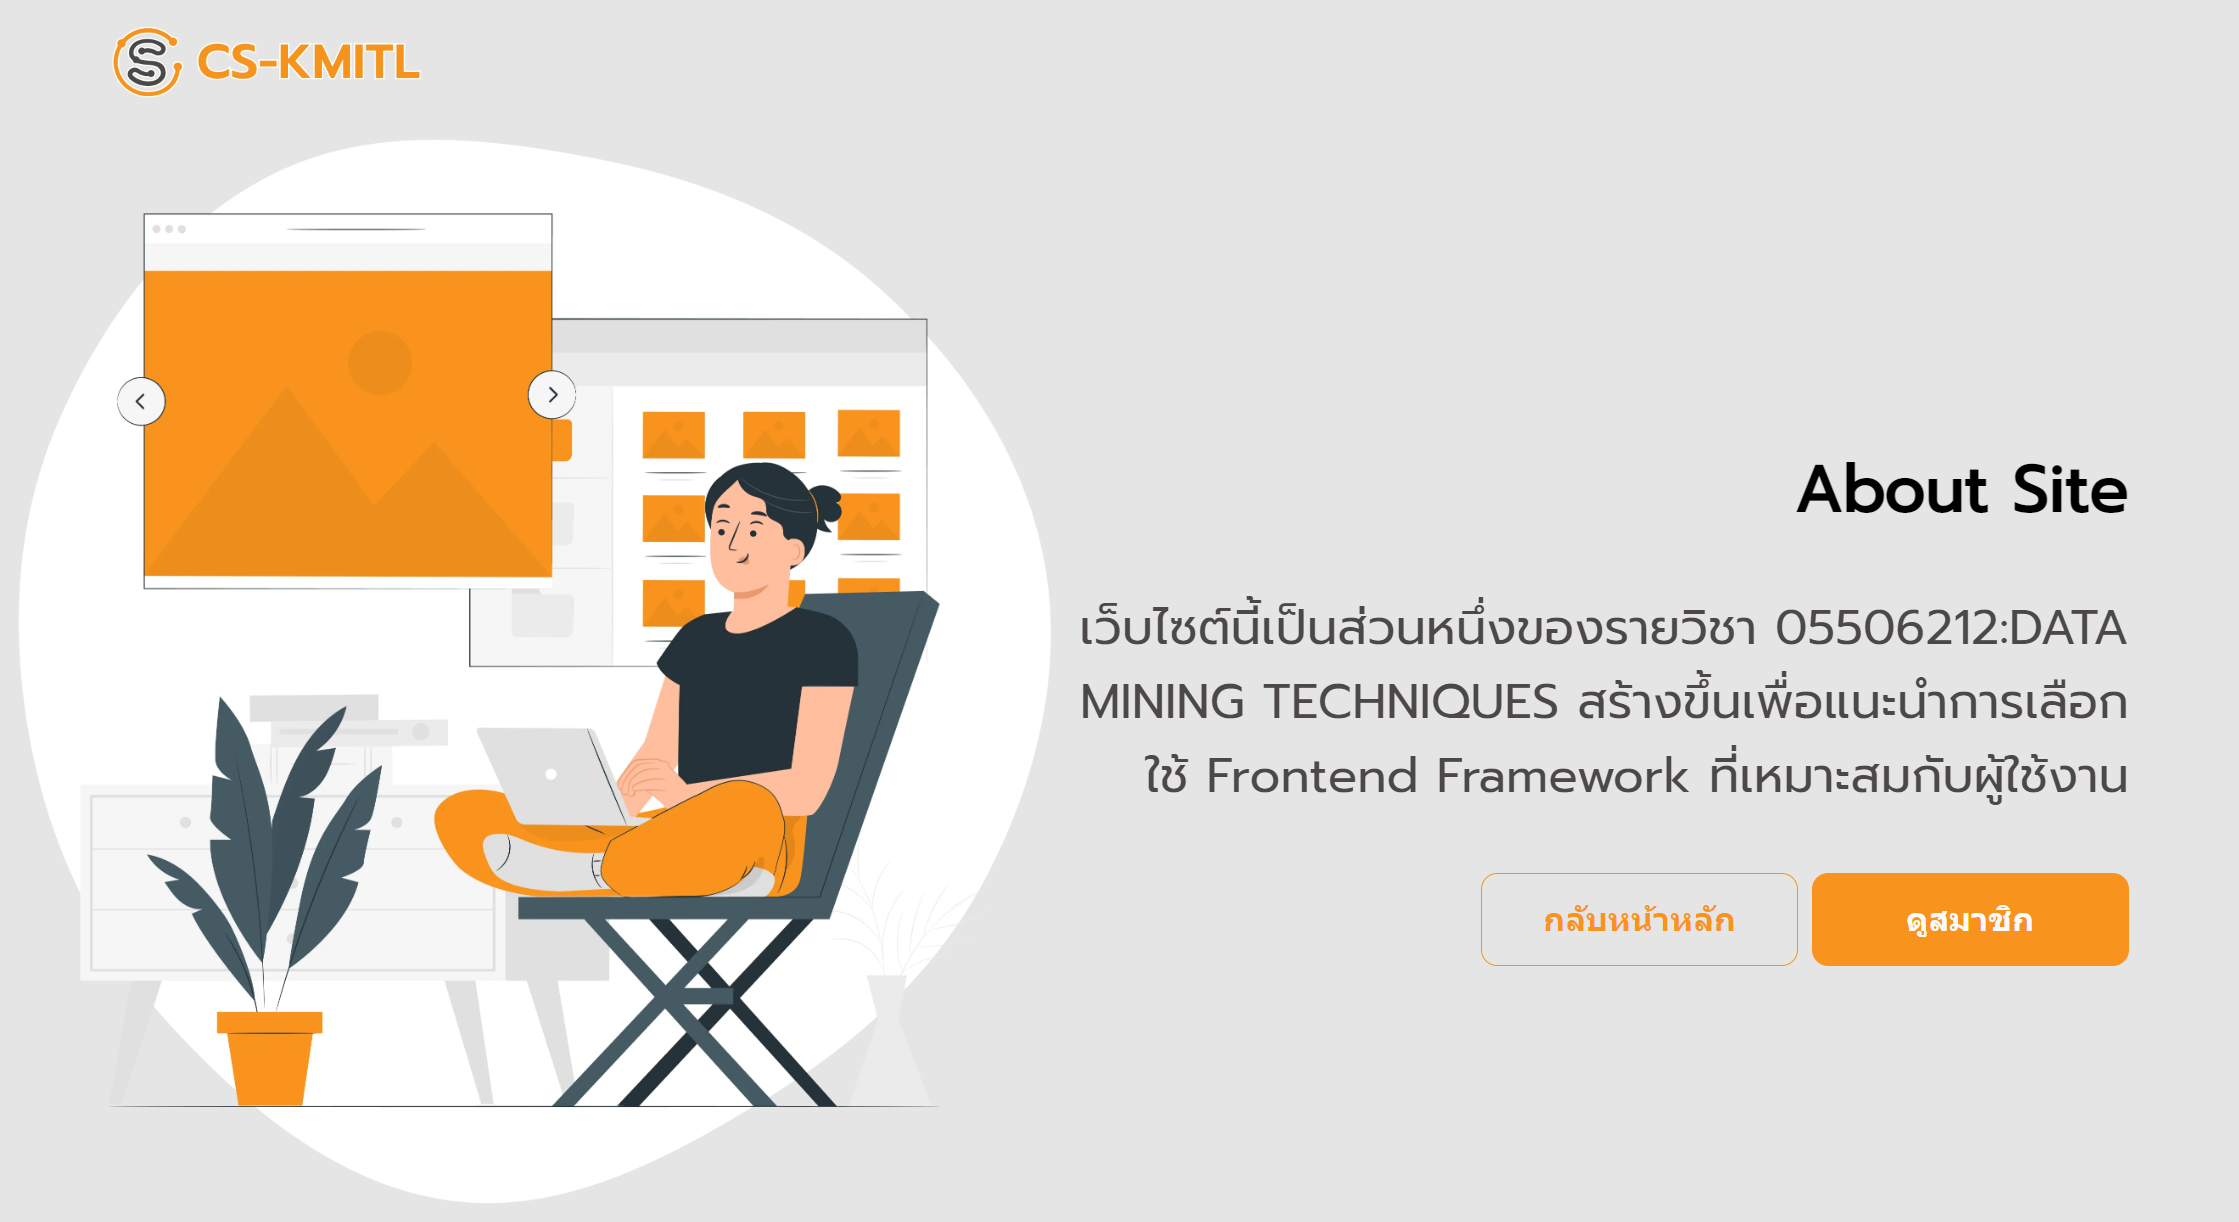 CS-KMITL
About Site
เว็บไซต์นี้เป็นส่วนหนึ่งของรายวิชา 05506212:DATA
MINING TECHNIQUES สร้างขึ้นเพื่อแนะนำการเลือก
ใช้ Frontend Framework ที่เหมาะสมกับผู้ใช้งาน
กลับหน้าหลัก
ดูสมาชิก